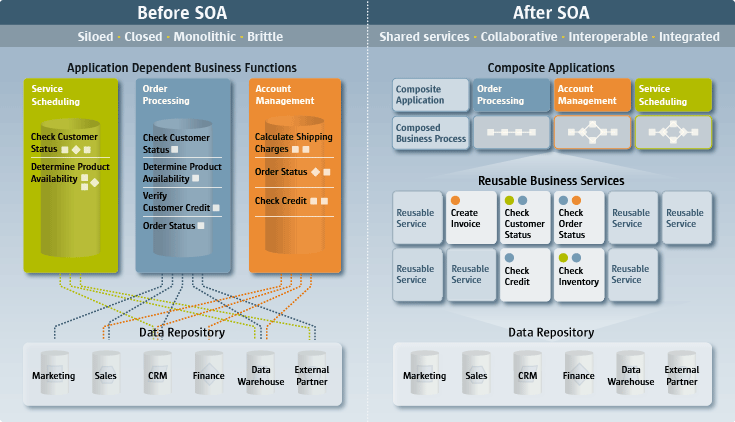 Before SOA
Siloed · Closed · Monolithic · Brittle
Application Dependent Business Functions
Service
Scheduling
Check Customer
Status
Determine Product
Availability
Order
Processing
Check Customer
Status
Determine Product
Availability
Verify
Customer Credit
Order Status
Account
Management
Calculate Shipping
Charges
Order Status
Check Credit
Data Repository
Marketing
Sales
CRM
Finance
Data
Warehouse
External
Partner
After SOA
Shared services · Collaborative · Interoperable · Integrated
Composite Applications
Composite
Application
Order
Processing
Account
Management
Service
Scheduling
Composed
Business Process
Reusable Business Services
Reusable
Service
Create
Invoice
Check
Customer
Status
Check
Order
Status
Reusable
Service
Reusable
Service
Reusable
Service
Reusable
Service
Check
Credit
Check
Inventory
Data Repository
Marketing
Sales
CRM
Finance
Data
Warehouse
External
Partner